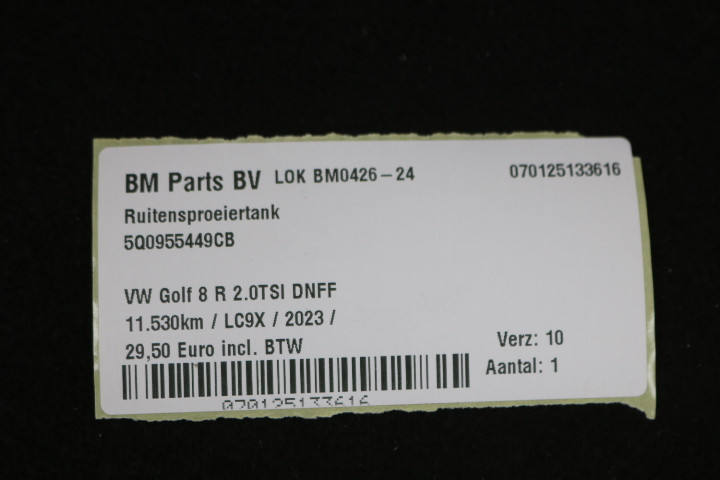 BM Parts BV LOK BM0426-24 070125133616
Ruitensproeiertank
5Q0955449CB
VW Golf 8 R 2.0TSI DNFF
11.530km / LC9X / 2023 /
29,50 Euro incl. BTW
Verz: 10
Aantal: 1
070125133616